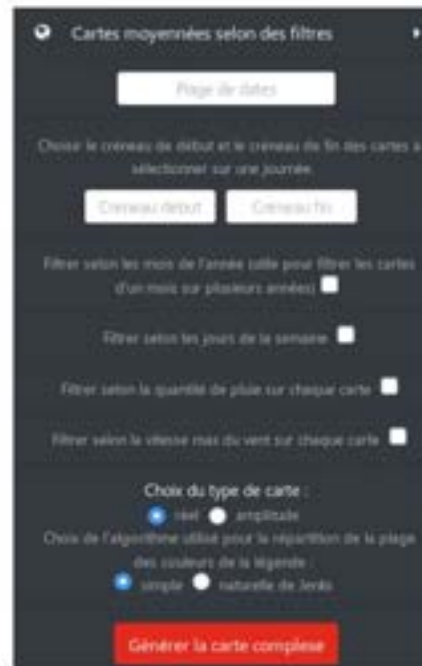 Cartes moyennées selon des filtres
Plage de dates
Choisir le créneau de début et le créneau de fin des cartes à
sélectionner sur une journée.
Créneau début Créneau fin
Filtrer selon les mois de l'année (utile pour filtrer les cartes
d'un mois sur plusieurs années)
Filtrer selon les jours de la semaine
Filtrer selon la quantité de pluie sur chaque carte
Filtrer selon la vitesse max du vent sur chaque carte
Choix du type de carte :
réel amplitude
Choix de l'algorithme utilisé pour la répartition de la plage
des couleurs de la légende :
simple naturelle de Jenks
Générer la carte complexe